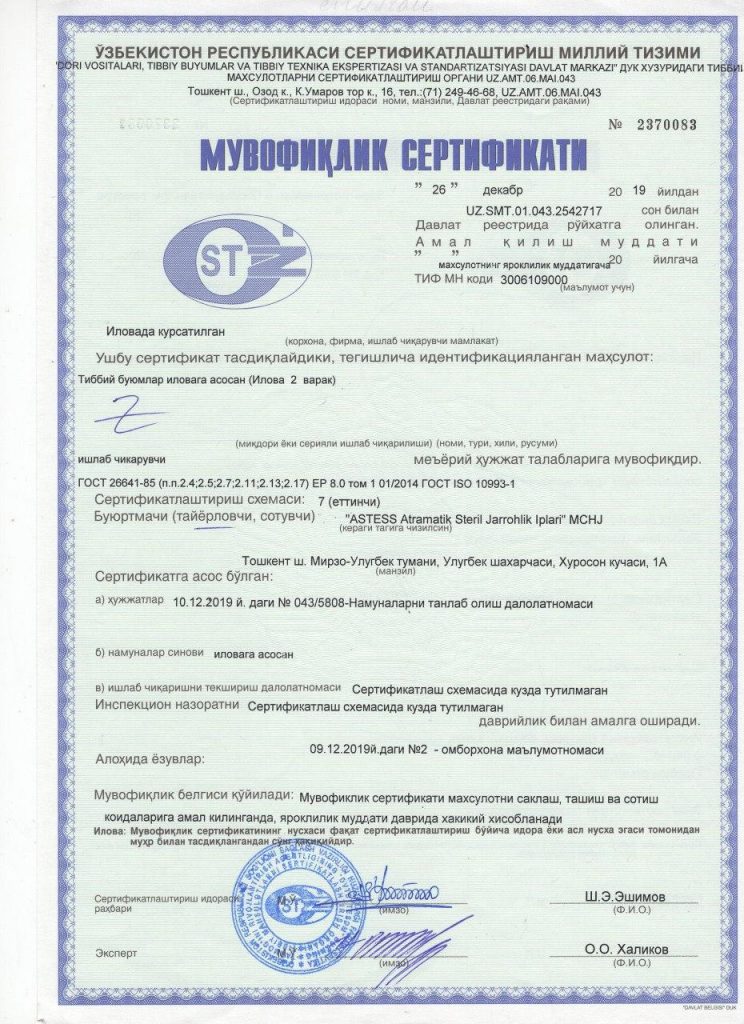 ЎЗБЕКИСТОН РЕСПУБЛИКАСИ СЕРТИФИКАТЛАШТИРИШ МИЛЛИЙ ТИЗИМИ
"DORI VOSITALARI, TIBBIY BUYUMLAR VA TIBBIY TEXNIKA EKSPERTIZASI VA STANDARTIZATSIYASI DAVLAT MARKAZI" ДУК ХУЗУРИДАГИ ТИББИ
МАХСУЛОТЛАРНИ СЕРТИФИКАТЛАШТИРИШ ОРГАНИ UZ.AMT.06.MAI.043
Тошкент ш., Озод к., К.Умаров тор к., 16, тел.:(71) 249-46-68, UZ.AMT.06.MAI.043
(Сертификатлаштириш идораси номи, манзили, Давлат реестридаги раками)
№ 2370083
МУВОФИҚЛИК СЕРТИФИКАТИ
" 26 " декабр 20 19 йилдан
UZ.SMT.01.043.2542717 сон билан
Давлат реестрида рўйхатга олинган.
Амал қилиш муддати
" " махсулотнинг яроклилик муддатигача 20 йилгача
ТИФ МН коди 3006109000
(маълумот учун)
ST
Иловада курсатилган
(корхона, фирма, ишлаб чиқарувчи мамлакат)
Ушбу сертификат тасдиқлайдики, тегишлича идентификацияланган маҳсулот:
Тиббий буюмлар иловага асосан (Илова 2 варак)
(миқдори ёки серияли ишлаб чиқарилиши) (номи, тури, хили, русуми)
ишлаб чикарувчи меъёрий ҳужжат талабларига мувофиқдир.
ГОСТ 26641-85 (п.п.2.4;2.5;2.7;2.11;2.13;2.17) ЕР 8.0 том 1 01/2014 ГОСТ ISO 10993-1
Сертификатлаштириш схемаси: 7 (еттинчи)
Буюртмачи (тайёрловчи, сотувчи) "ASTESS Atramatik Steril Jarrohlik Iplari" МСHJ
(кераги тагига чизилсин)
Тошкент ш. Мирзо-Улугбек тумани, Улугбек шахарчаси, Хуросон кучаси, 1А
(манзил)
Сертификатга асос бўлган:
а) ҳужжатлар 10.12.2019 й. даги № 043/5808-Намуналарни танлаб олиш далолатномаси
б) намуналар синови иловага асосан
в) ишлаб чиқаришни текшириш далолатномаси Сертификатлаш схемасида кузда тутилмаган
Инспекцион назоратни Сертификатлаш схемасида кузда тутилмаган
даврийлик билан амалга оширади.
09.12.2019й.даги №2 - омборхона маълумотномаси
Алоҳида ёзувлар:
Мувофиқлик белгиси қўйилади: Мувофиклик сертификати махсулотни саклаш, ташиш ва сотиш
коидаларига амал килинганда, яроклилик муддати даврида хакикий хисобланади
Илова: Мувофиқлик сертификатининг нусхаси фақат сертификатлаштириш бўйича идора ёки асл нусха эгаси томонидан
муҳр билан тасдиқлангандан сўнг ҳақиқийдир.
Сертификатлаштириш идораси
раҳбари
М.Ў.
(имзо)
Ш.Э.Эшимов
(Ф.И.О.)
Эксперт
(имзо)
О.О. Халиков
(Ф.И.О.)
"DAVLAT BELGISI" DUK